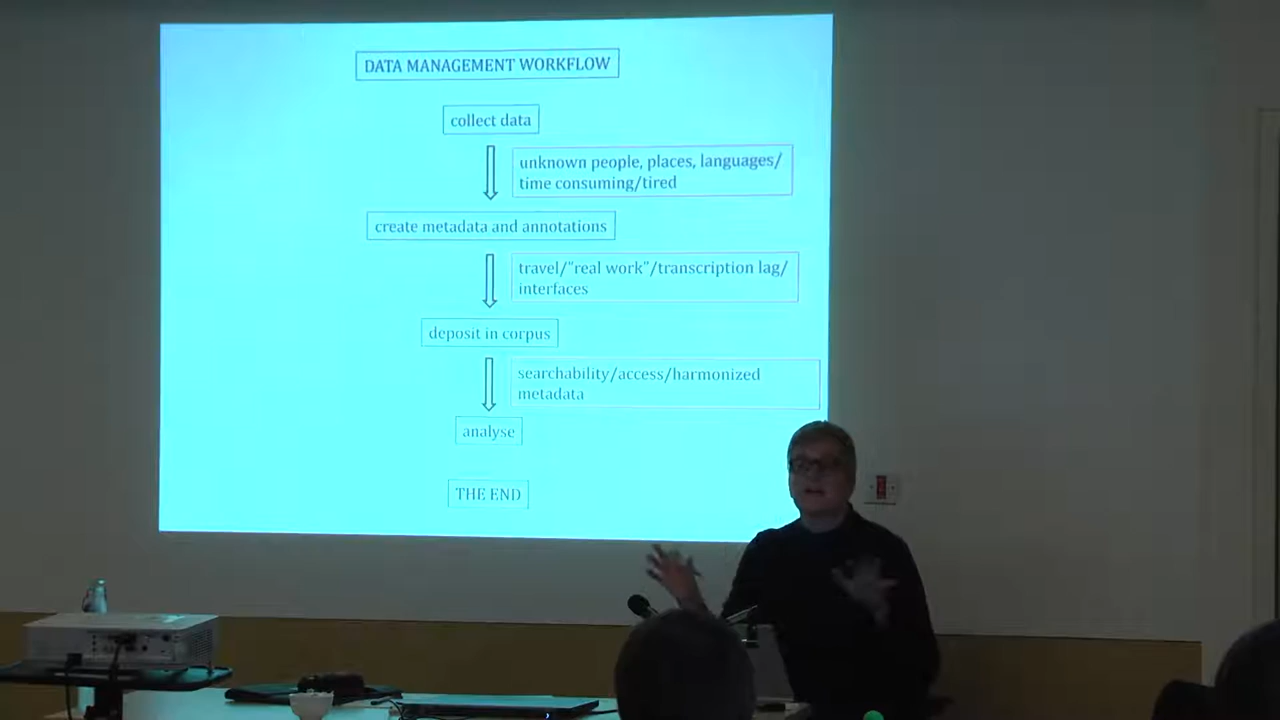 DATA MANAGEMENT WORKFLOW
collect data
unknown people, places, languages/
time consuming/tired
create metadata and annotations
travel/"real work"/transcription lag/
interfaces
deposit in corpus
searchability/access/harmonized
metadata
analyse
THE END